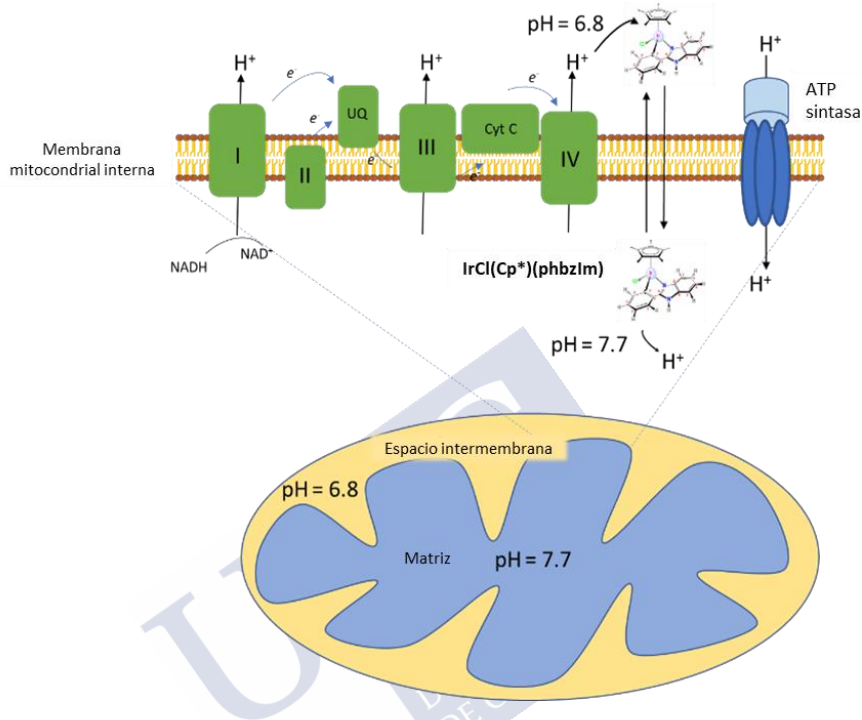 pH = 6.8
H⁺
H⁺
H⁺
H⁺
e⁻
e⁻
e⁻
UQ
Cyt C
ATP
sintasa
Membrana
mitocondrial interna
I
II
III
IV
e⁻
e⁻
NADH
NAD⁺
IrCl(Cp*)(phbzIm)
H⁺
pH = 7.7
H⁺
Espacio intermembrana
pH = 6.8
Matriz
pH = 7.7
DE